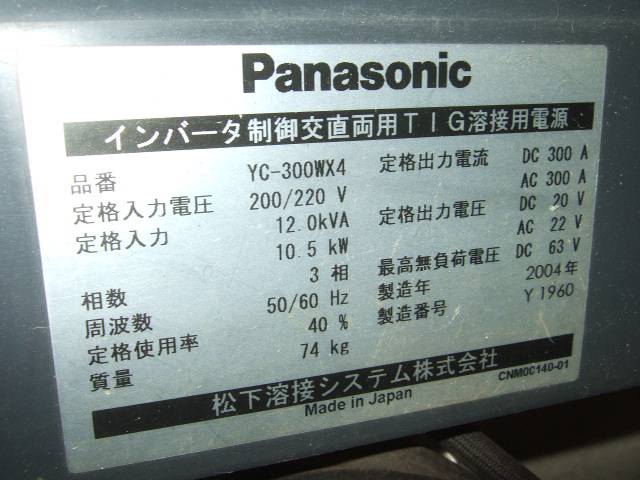 Panasonic
インバータ制御交直両用TIG溶接用電源
品番 YC-300WX4
定格入力電圧 200/220 V
定格入力 12.0kVA
10.5 kW
相数 3 相
周波数 50/60 Hz
定格使用率 40 %
質量 74 kg
定格出力電流 DC 300 A
AC 300 A
定格出力電圧 DC 20 V
AC 22 V
最高無負荷電圧 DC 63 V
製造年 2004年
製造番号 Y1960
松下溶接システム株式会社
CNM0C140-01
Made in Japan